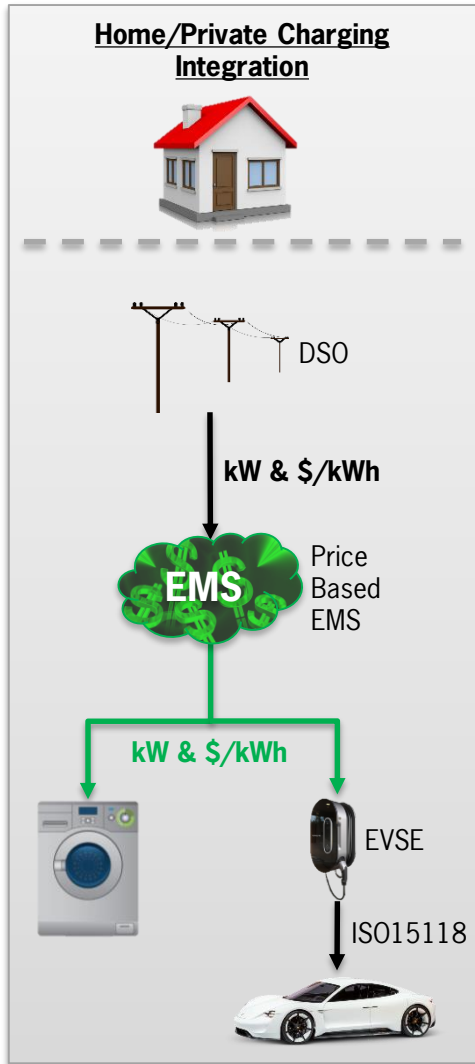 Home/Private Charging
Integration
DSO
kW & $/kWh
EMS
Price
Based
EMS
kW & $/kWh
EVSE
ISO15118